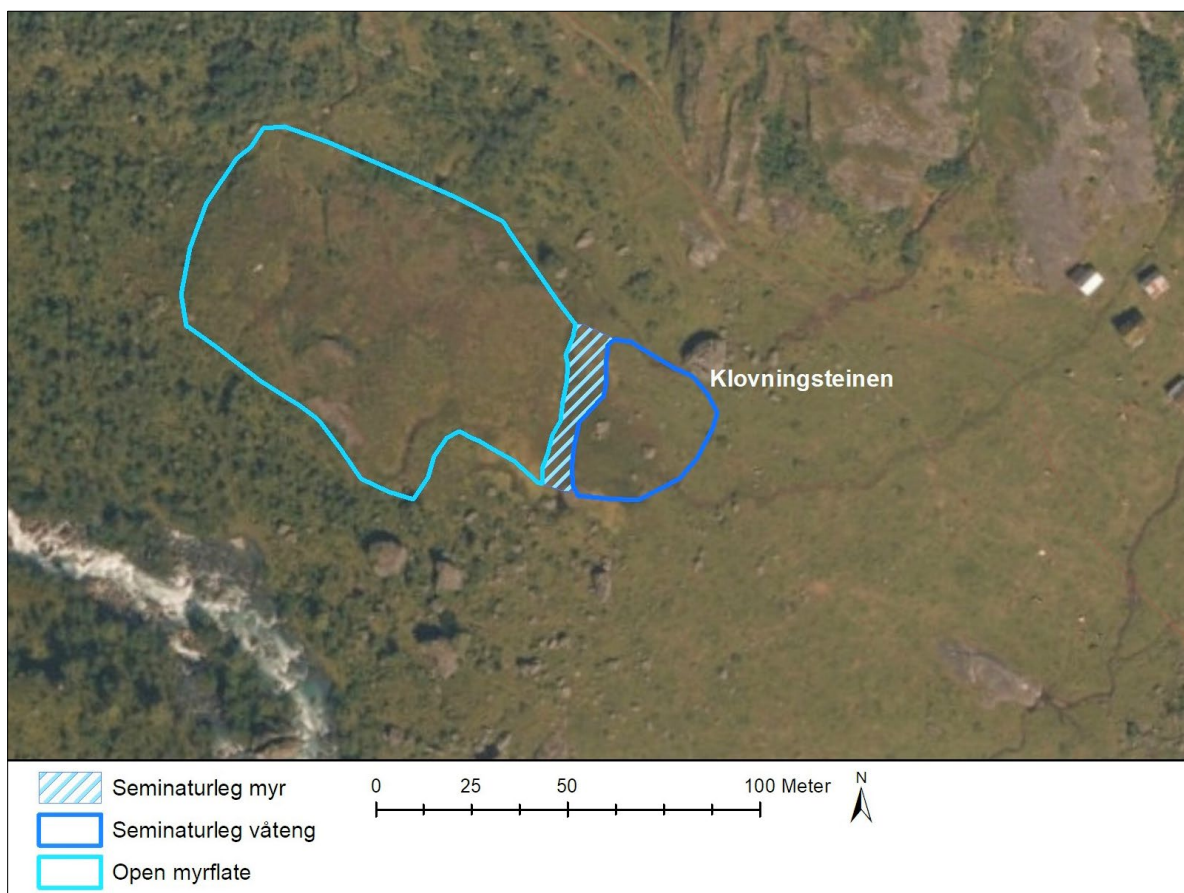 Klovningsteinen
Seminaturleg myr
Seminaturleg våteng
Open myrflate
0 25 50 100 Meter
N